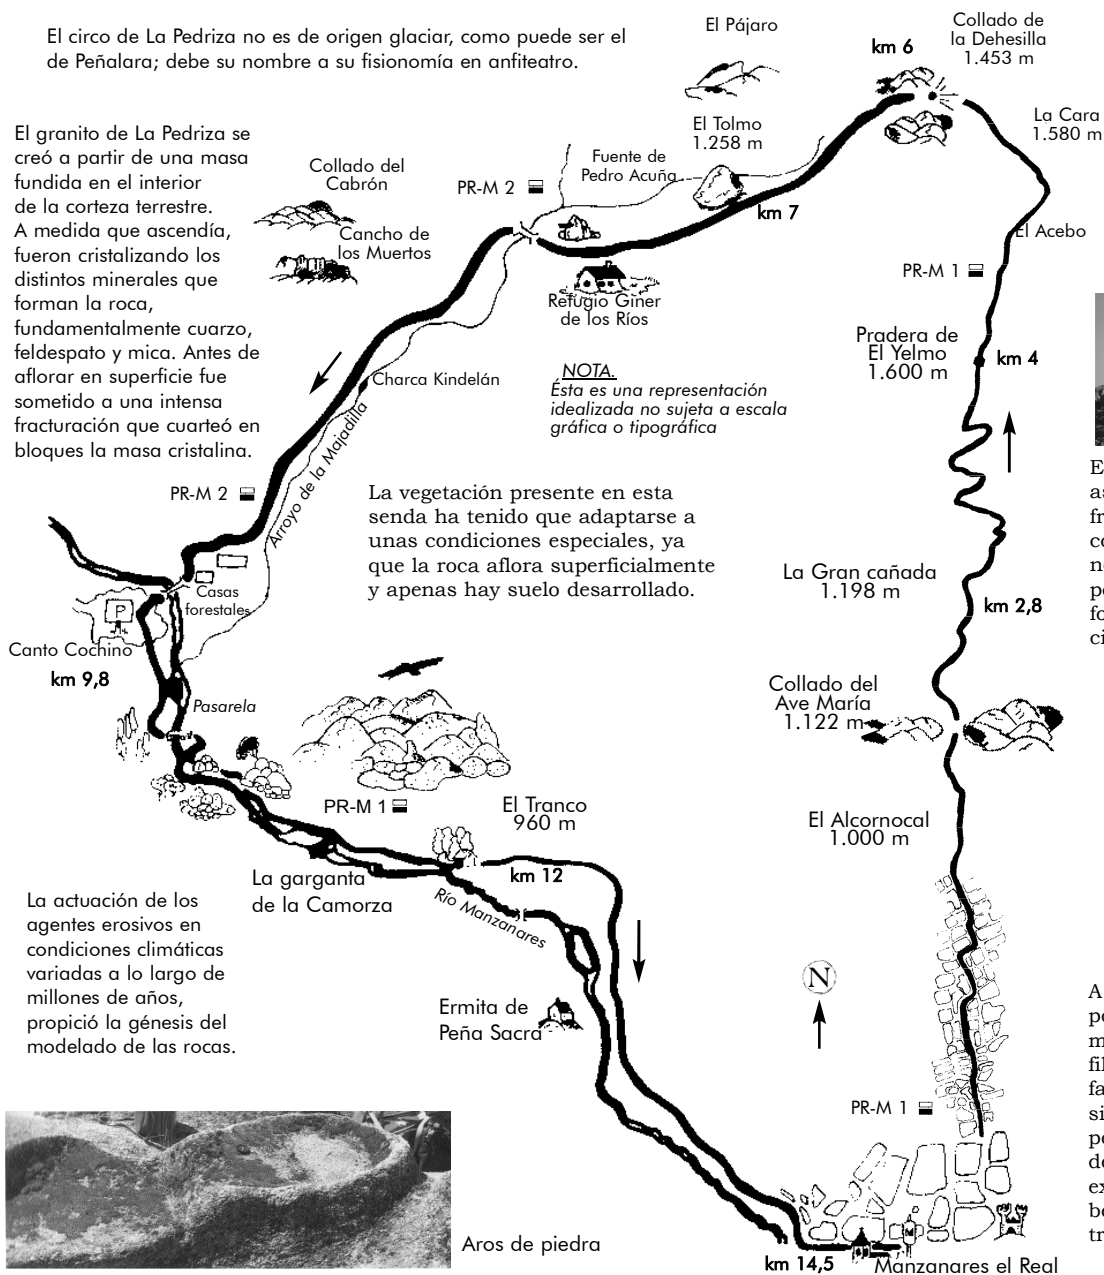 El circo de La Pedriza no es de origen glaciar, como puede ser el
de Peñalara; debe su nombre a su fisionomía en anfiteatro.
El Pájaro
km 6
Collado de
la Dehesilla
1.453 m
La Cara
1.580 m
El granito de La Pedriza se
creó a partir de una masa
fundida en el interior
de la corteza terrestre.
A medida que ascendía,
fueron cristalizando los
distintos minerales que
forman la roca,
fundamentalmente cuarzo,
feldespato y mica. Antes de
aflorar en superficie fue
sometido a una intensa
fracturación que cuarteó en
bloques la masa cristalina.
Collado del
Cabrón
Cancho de
los Muertos
PR-M 2
Fuente de
Pedro Acuña
El Tolmo
1.258 m
km 7
El Acebo
PR-M 1
Refugio Giner
de los Ríos
Pradera de
El Yelmo
1.600 m
km 4
Charca Kindelán
NOTA.
Ésta es una representación
idealizada no sujeta a escala
gráfica o tipográfica
Arroyo de la Majadilla
PR-M 2
La vegetación presente en esta
senda ha tenido que adaptarse a
unas condiciones especiales, ya
que la roca aflora superficialmente
y apenas hay suelo desarrollado.
La Gran cañada
1.198 m
km 2,8
Casas
forestales
P
Canto Cochino
km 9,8
Pasarela
Collado del
Ave María
1.122 m
PR-M 1
El Tranco
960 m
El Alcornocal
1.000 m
km 12
La garganta
de la Camorza
Río Manzanares
La actuación de los
agentes erosivos en
condiciones climáticas
variadas a lo largo de
millones de años,
propició la génesis del
modelado de las rocas.
Ermita de
Peña Sacra
N
PR-M 1
Aros de piedra
km 14,5
Manzanares el Real